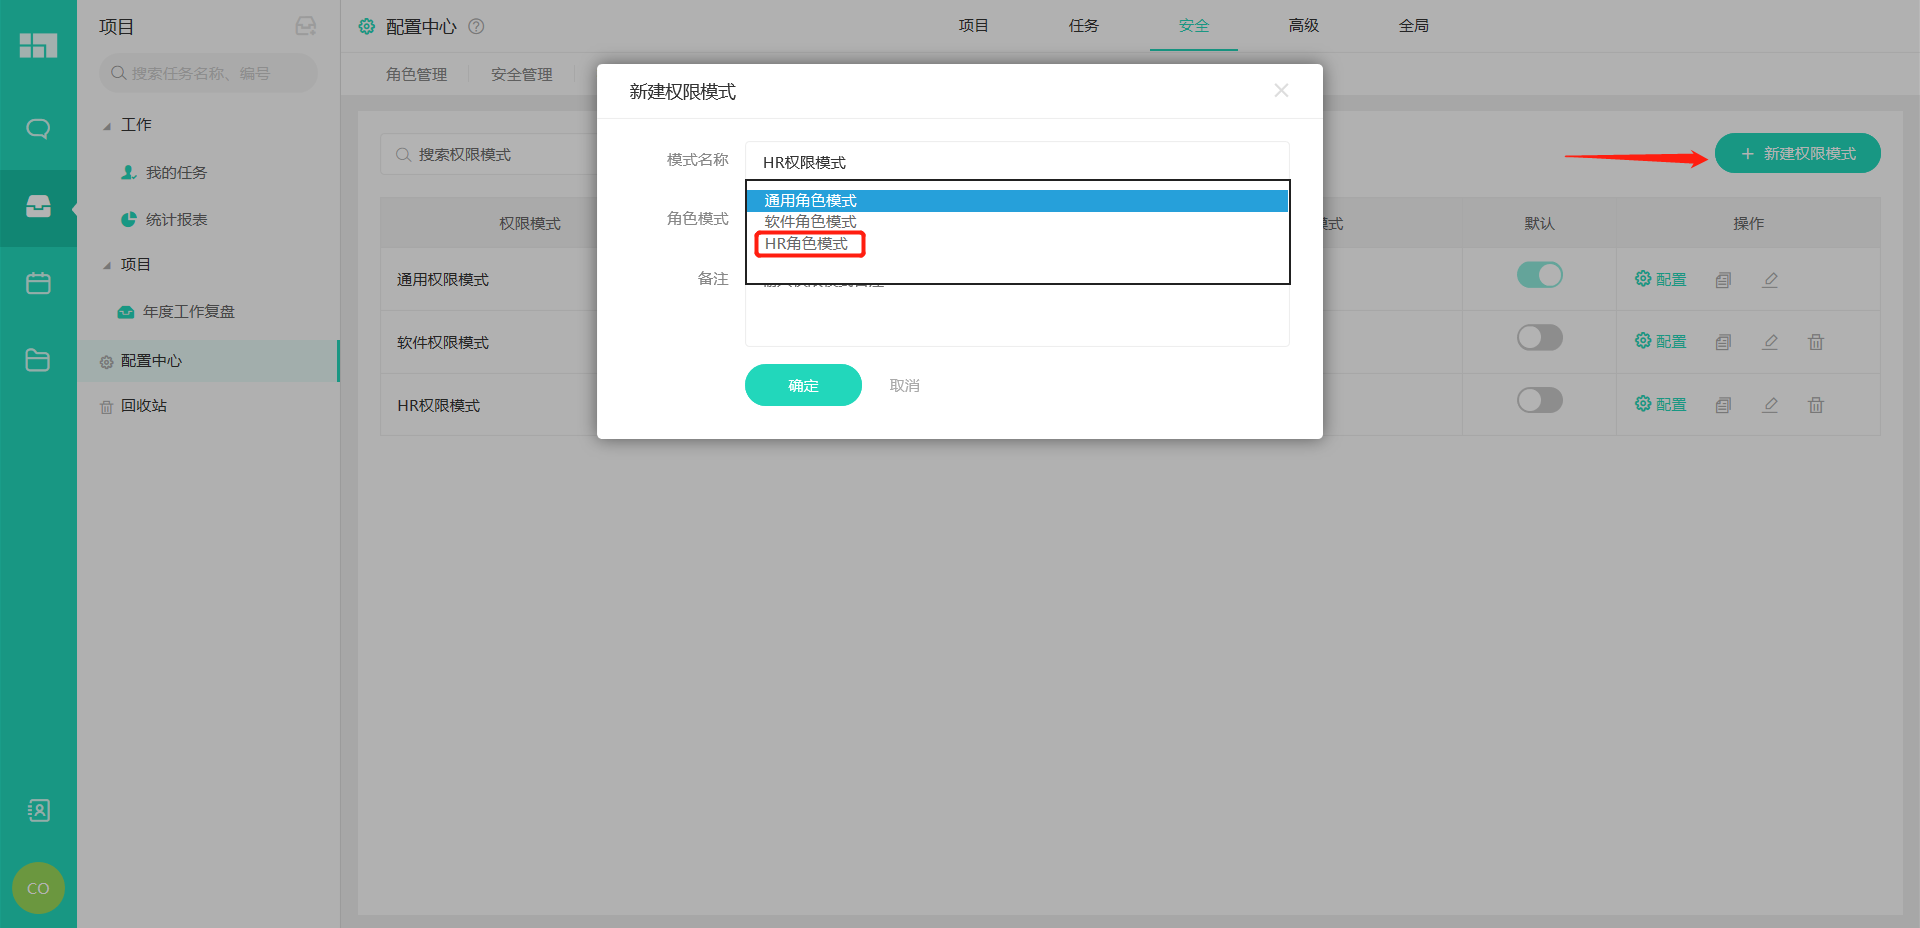 项目
搜索任务名称、编号
工作
我的任务
统计报表
项目
年度工作复盘
配置中心
回收站
CO
配置中心
项目
任务
安全
高级
全局
角色管理
安全管理
搜索权限模式
新建权限模式
权限模式
模式
默认
操作
通用权限模式
配置
软件权限模式
配置
HR权限模式
配置
新建权限模式
模式名称
HR权限模式
角色模式
通用角色模式
软件角色模式
HR角色模式
备注
确定
取消